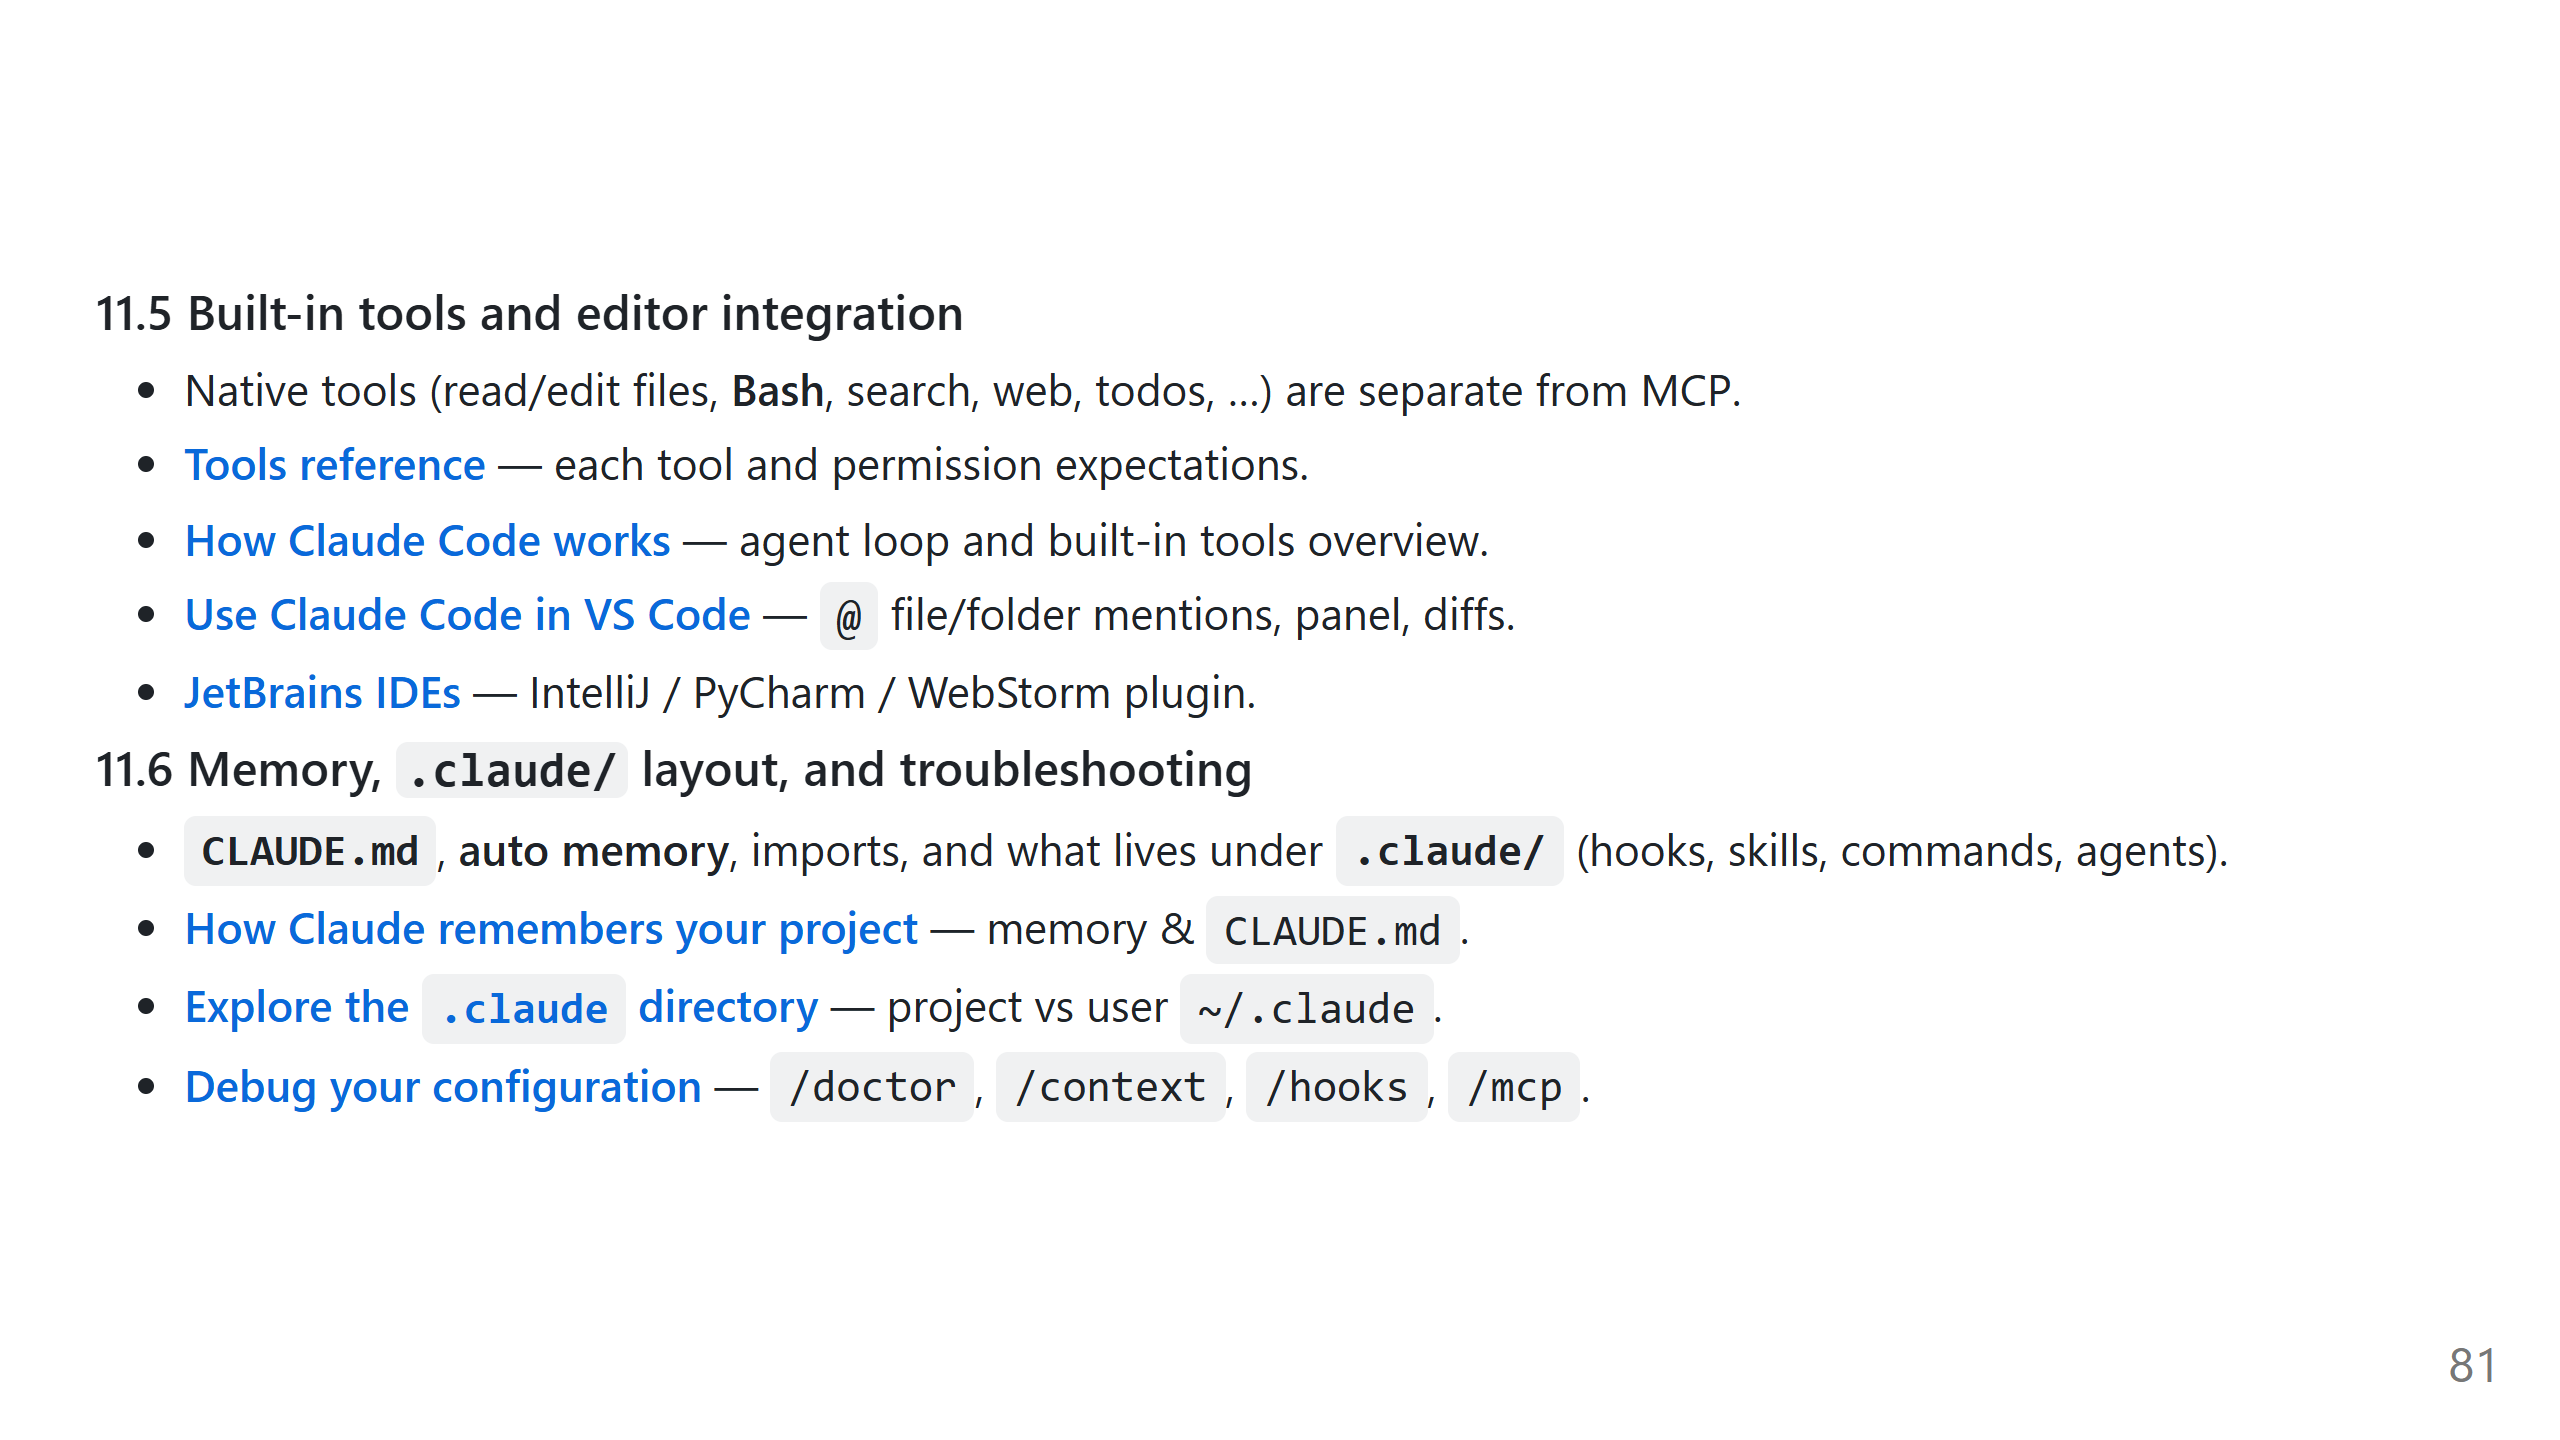 11.5 Built-in tools and editor integration
• Native tools (read/edit files, Bash, search, web, todos, …) are separate from MCP.
• Tools reference — each tool and permission expectations.
• How Claude Code works — agent loop and built-in tools overview.
• Use Claude Code in VS Code — @ file/folder mentions, panel, diffs.
• JetBrains IDEs — IntelliJ / PyCharm / WebStorm plugin.
11.6 Memory, .claude/ layout, and troubleshooting
• CLAUDE.md, auto memory, imports, and what lives under .claude/ (hooks, skills, commands, agents).
• How Claude remembers your project — memory & CLAUDE.md.
• Explore the .claude directory — project vs user ~/.claude.
• Debug your configuration — /doctor, /context, /hooks, /mcp.
81